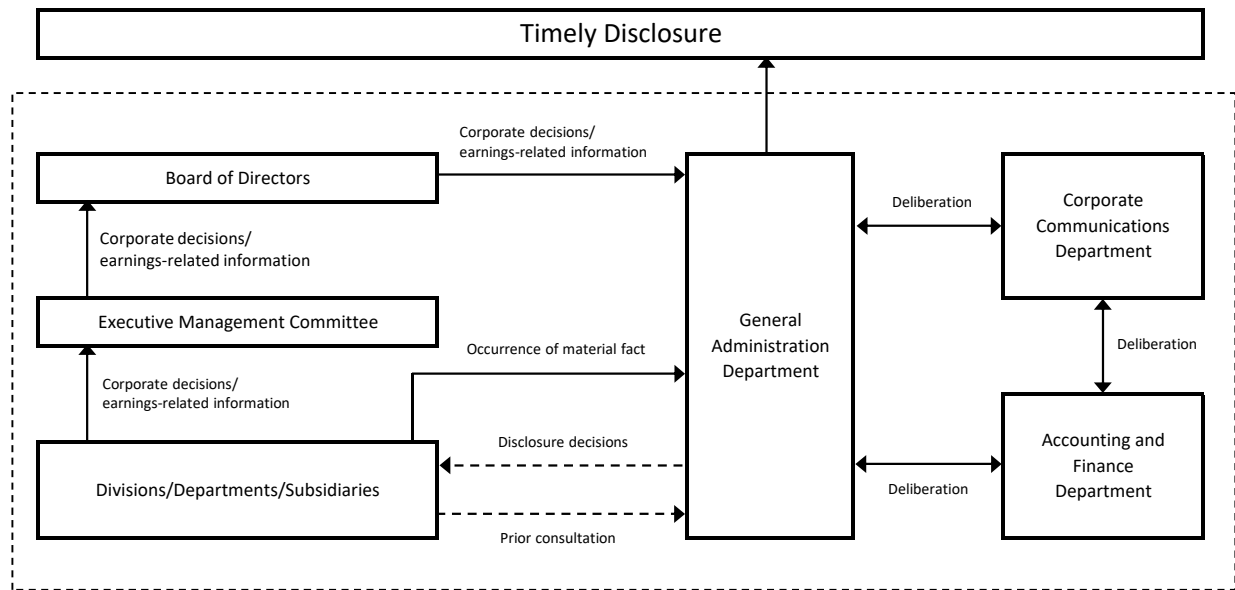 Timely Disclosure
Corporate decisions/
earnings-related information
Board of Directors
Corporate decisions/
earnings-related information
Executive Management Committee
Corporate decisions/
earnings-related information
Occurrence of material fact
Divisions/Departments/Subsidiaries
Disclosure decisions
Prior consultation
General
Administration
Department
Deliberation
Corporate
Communications
Department
Deliberation
Deliberation
Accounting and
Finance
Department